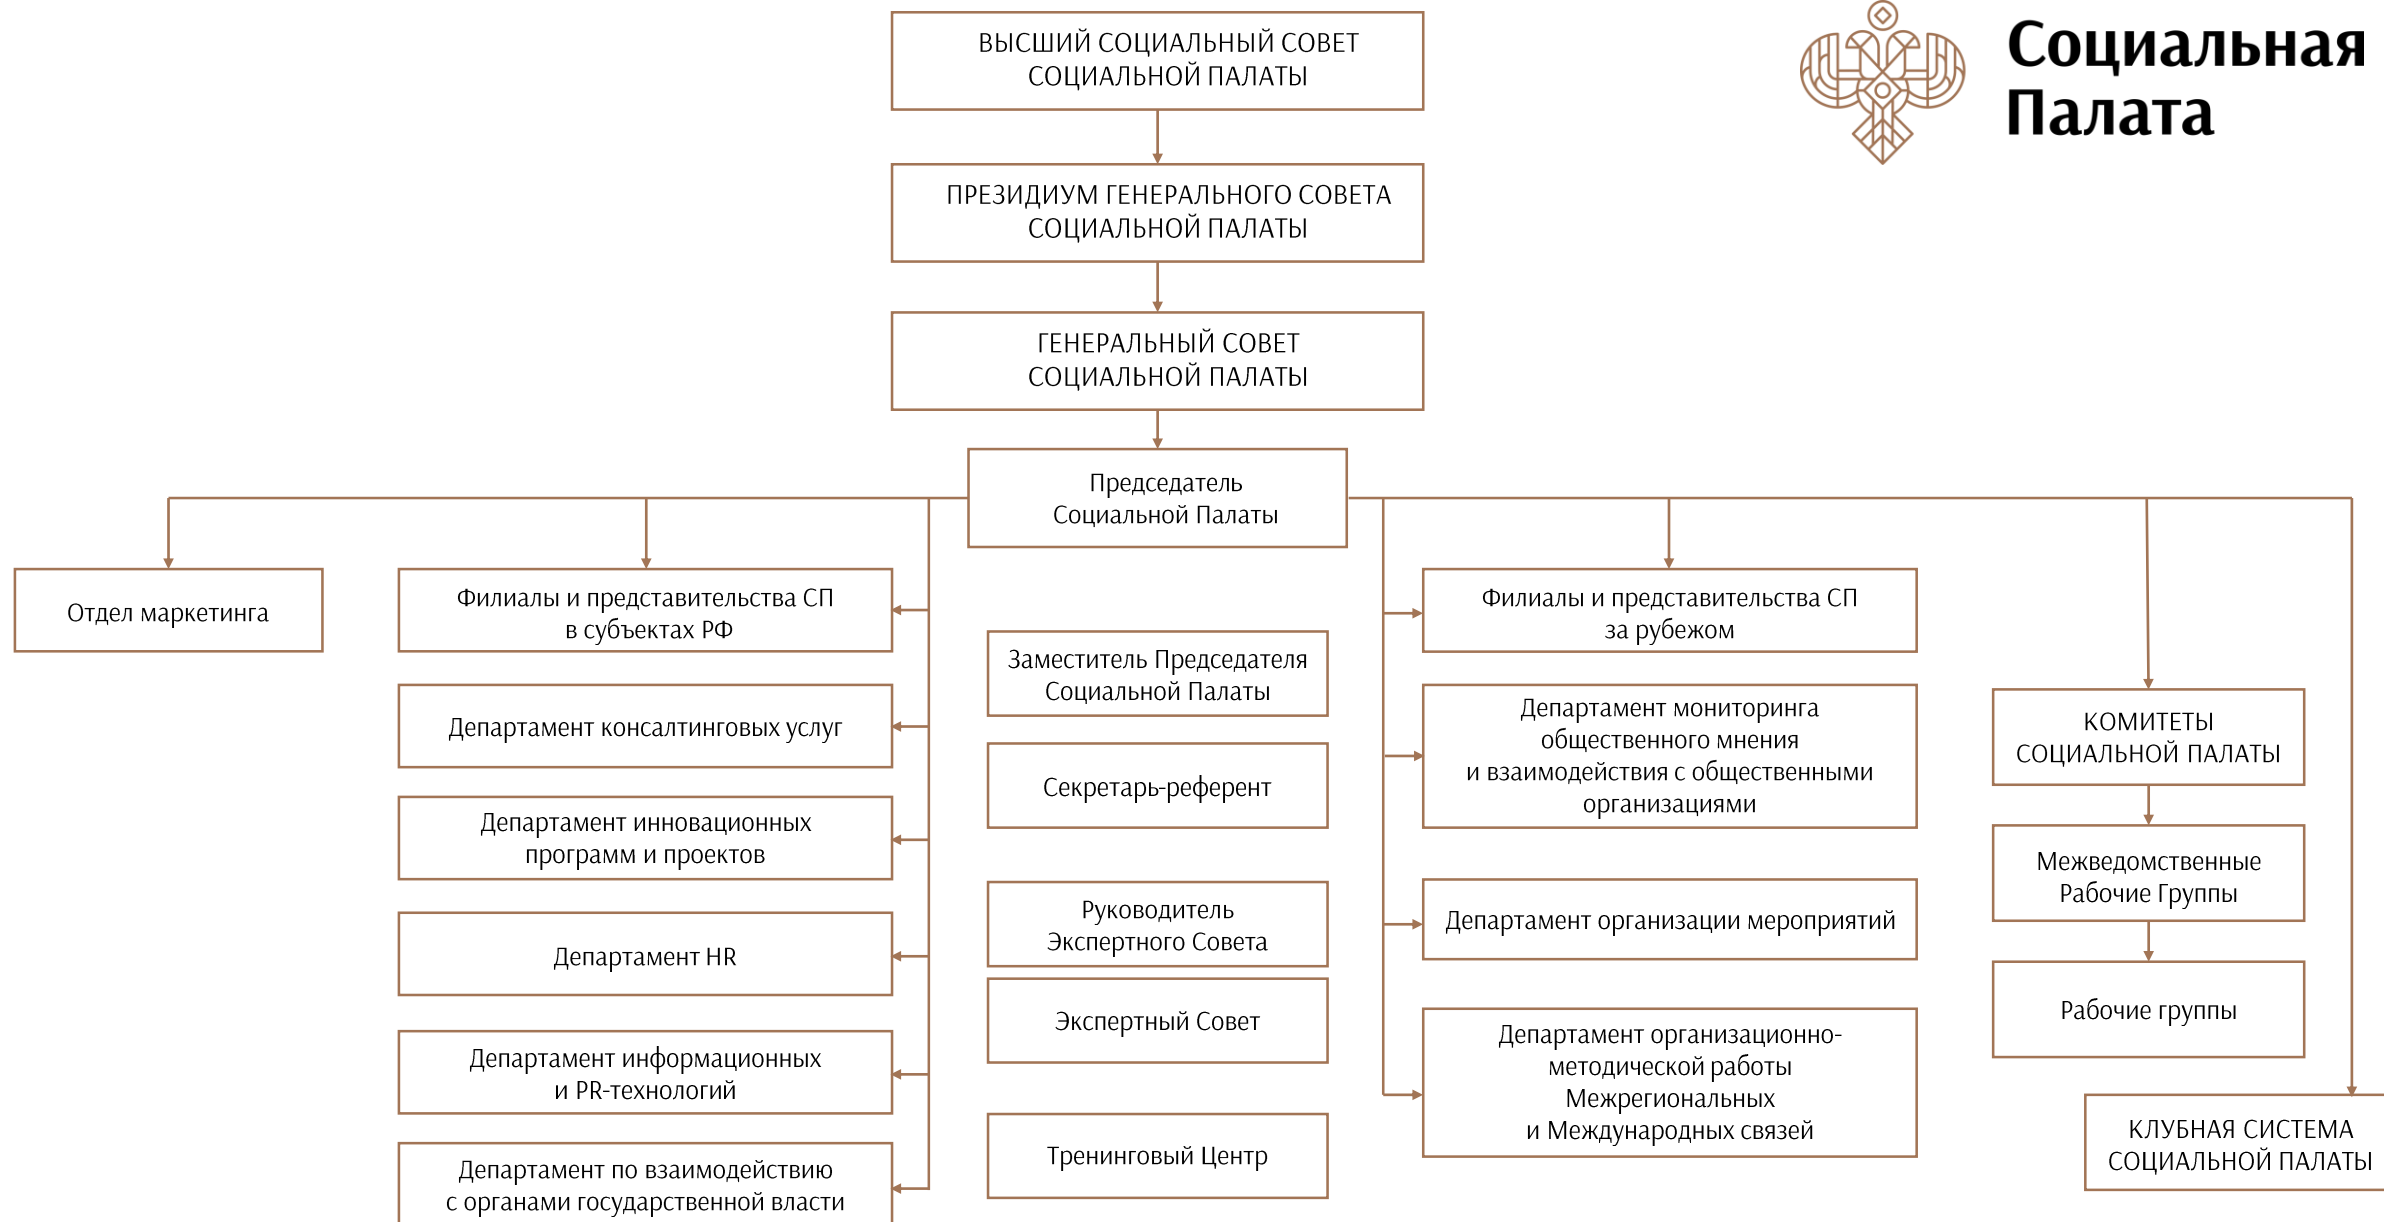 Социальная
Палата
ВЫСШИЙ СОЦИАЛЬНЫЙ СОВЕТ
СОЦИАЛЬНОЙ ПАЛАТЫ
ПРЕЗИДИУМ ГЕНЕРАЛЬНОГО СОВЕТА
СОЦИАЛЬНОЙ ПАЛАТЫ
ГЕНЕРАЛЬНЫЙ СОВЕТ
СОЦИАЛЬНОЙ ПАЛАТЫ
Председатель
Социальной Палаты
Отдел маркетинга
Филиалы и представительства СП
в субъектах РФ
Департамент консалтинговых услуг
Департамент инновационных
программ и проектов
Департамент HR
Департамент информационных
и PR-технологий
Департамент по взаимодействию
с органами государственной власти
Заместитель Председателя
Социальной Палаты
Секретарь-референт
Руководитель
Экспертного Совета
Экспертный Совет
Тренинговый Центр
Филиалы и представительства СП
за рубежом
Департамент мониторинга
общественного мнения
и взаимодействия с общественными
организациями
Департамент организации мероприятий
Департамент организационно-
методической работы
Межрегиональных
и Международных связей
КОМИТЕТЫ
СОЦИАЛЬНОЙ ПАЛАТЫ
Межведомственные
Рабочие Группы
Рабочие группы
КЛУБНАЯ СИСТЕМА
СОЦИАЛЬНОЙ ПАЛАТЫ